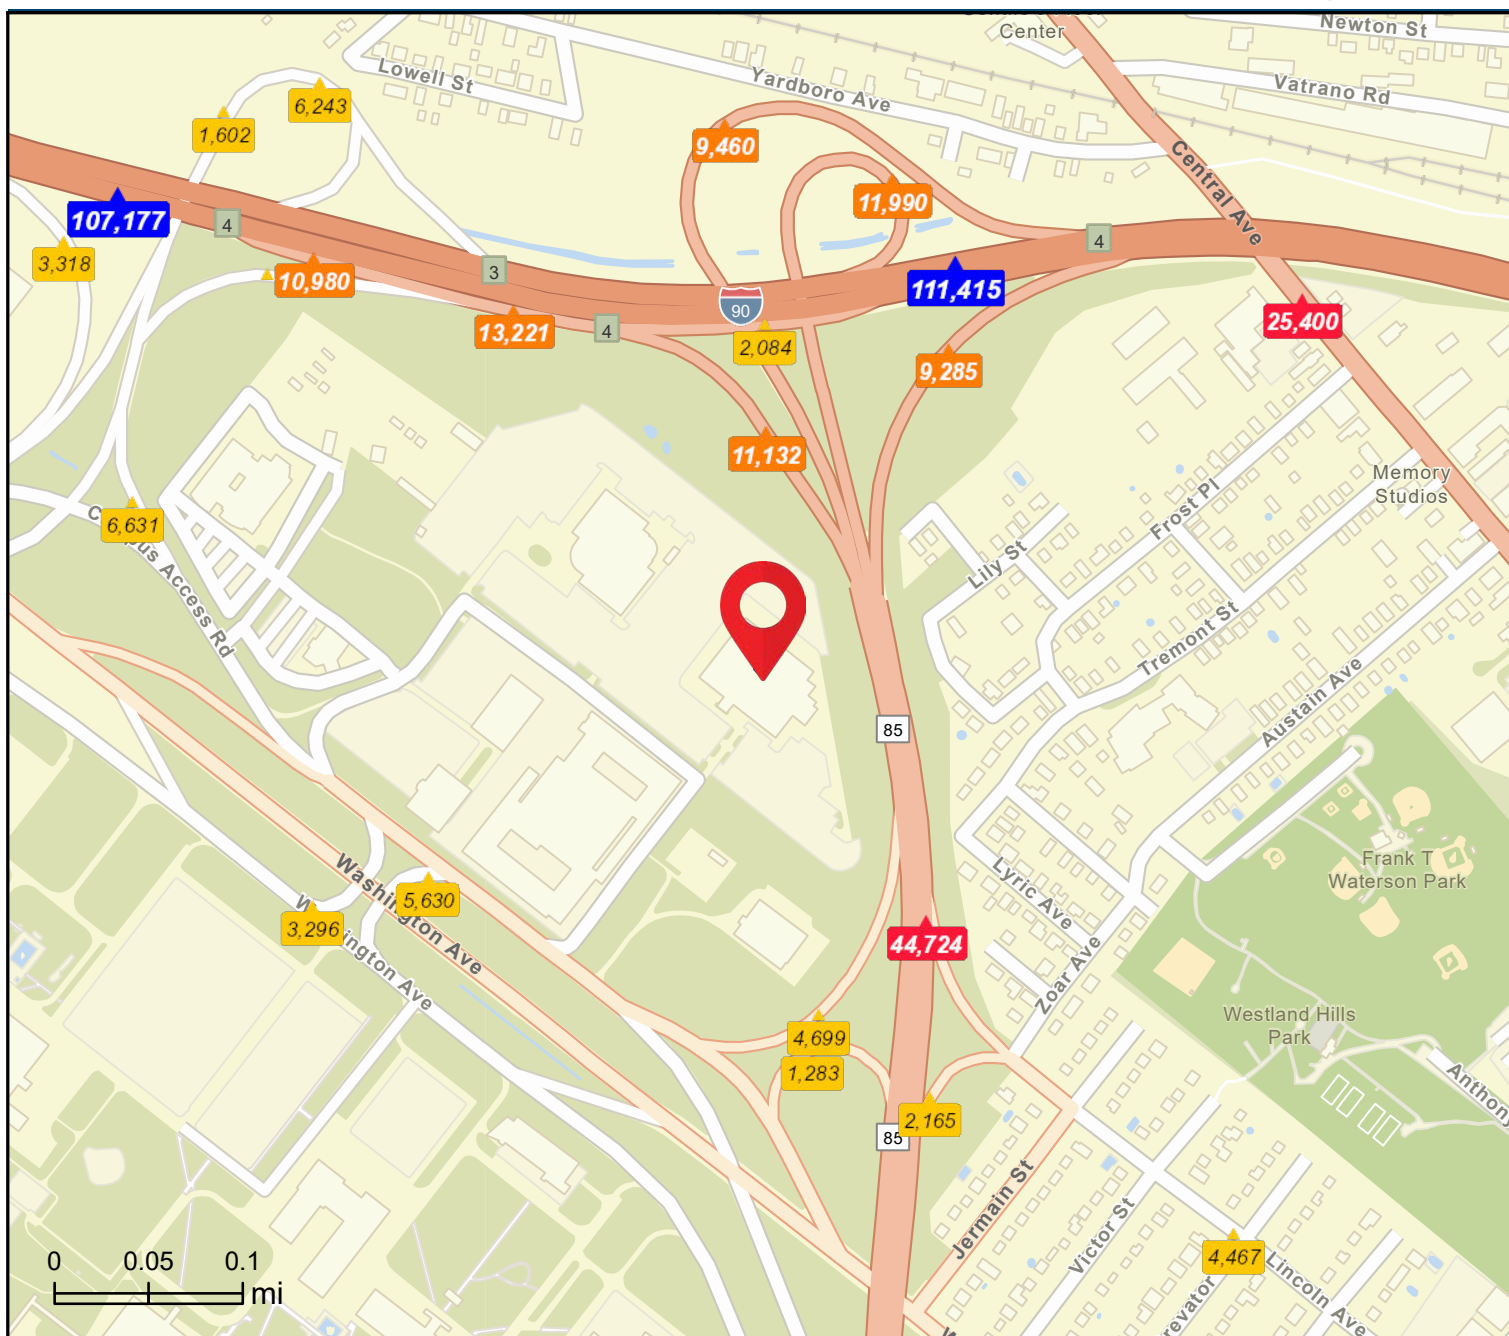 Center
Newton St
Lowell St
Yardboro Ave
Vatrano Rd
6,243
1,602
9,460
Central Ave
11,990
107,177
4
4
3,318
3
10,980
111,415
90
25,400
13,221
4
2,084
9,285
11,132
Memory
Studios
6,631
Frost Pl
Lily St
Access Rd
Tremont St
Austain Ave
85
Frank T
Waterson Park
Washington Ave
5,630
3,296
Lyric Ave
44,724
Zoar Ave
Westland Hills
Park
4,699
1,283
2,165
85
Anthony
Jermain St
Victor St
4,467
Lincoln Ave
0 0.05 0.1
mi